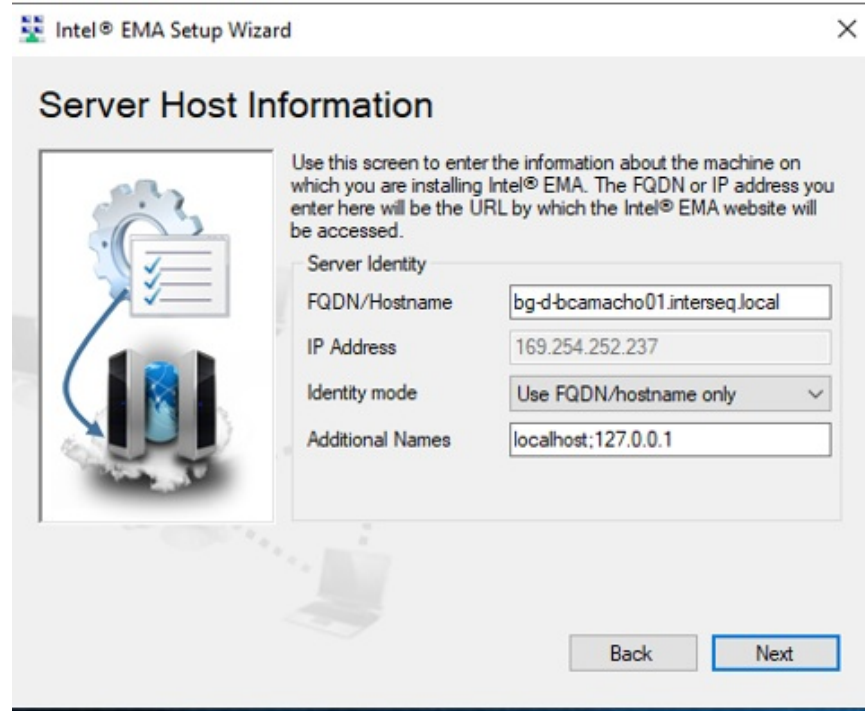 Intel® EMA Setup Wizard
Server Host Information
Use this screen to enter the information about the machine on
which you are installing Intel® EMA. The FQDN or IP address you
enter here will be the URL by which the Intel® EMA website will
be accessed.
Server Identity
FQDN/Hostname bg-d-bcamacho01.interseq.local
IP Address 169.254.252.237
Identity mode Use FQDN/hostname only
Additional Names localhost;127.0.0.1
Back Next